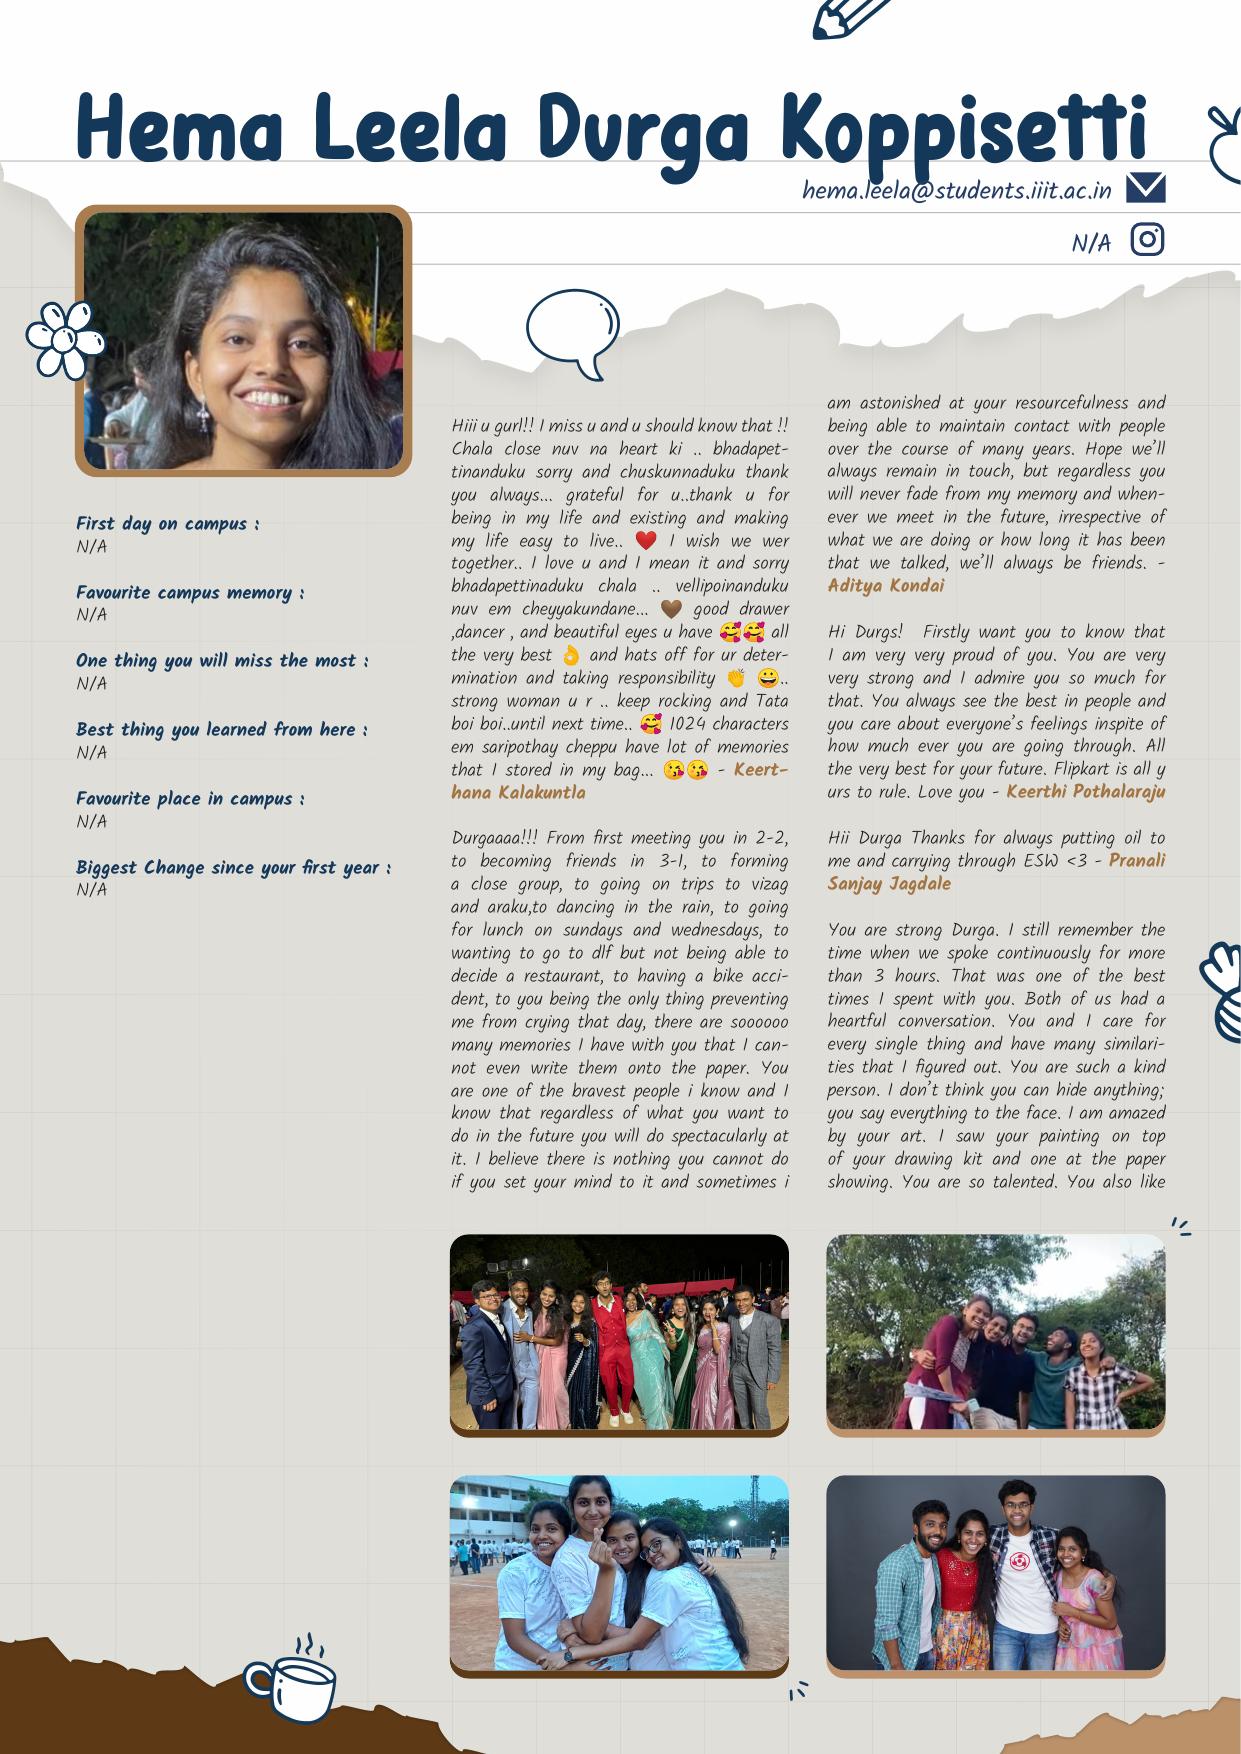 Hema Leela Durga Koppisetti
hema.leela@students.iiit.ac.in
N/A
First day on campus :
N/A
Favourite campus memory :
N/A
One thing you will miss the most :
N/A
Best thing you learned from here :
N/A
Favourite place in campus :
N/A
Biggest Change since your first year :
N/A
Hiii u gurl!! I miss u and u should know that !!
Chala close nuv na heart ki .. bhadapet-
tinanduku sorry and chuskunnaduku thank
you always... grateful for u..thank u for
being in my life and existing and making
my life easy to live.. ❤️ I wish we wer
together.. I love u and I mean it and sorry
bhadapettinaduku chala .. vellipoinanduku
nuv em cheyyakundane... 🤎 good drawer
,dancer , and beautiful eyes u have 🥰🥰 all
the very best 👌 and hats off for ur deter-
mination and taking responsibility 👏 😀..
strong woman u r .. keep rocking and Tata
boi boi..until next time.. 🥰 1024 characters
em saripothay cheppu have lot of memories
that I stored in my bag... 😘😘 - Keert-
hana Kalakuntla
Durgaaaa!!! From first meeting you in 2-2,
to becoming friends in 3-1, to forming
a close group, to going on trips to vizag
and araku,to dancing in the rain, to going
for lunch on sundays and wednesdays, to
wanting to go to dlf but not being able to
decide a restaurant, to having a bike acci-
dent, to you being the only thing preventing
me from crying that day, there are soooooo
many memories I have with you that I can-
not even write them onto the paper. You
are one of the bravest people i know and I
know that regardless of what you want to
do in the future you will do spectacularly at
it. I believe there is nothing you cannot do
if you set your mind to it and sometimes i
am astonished at your resourcefulness and
being able to maintain contact with people
over the course of many years. Hope we'll
always remain in touch, but regardless you
will never fade from my memory and when-
ever we meet in the future, irrespective of
what we are doing or how long it has been
that we talked, we'll always be friends. -
Aditya Kondai
Hi Durgs! Firstly want you to know that
I am very very proud of you. You are very
very strong and I admire you so much for
that. You always see the best in people and
you care about everyone's feelings inspite of
how much ever you are going through. All
the very best for your future. Flipkart is all y
urs to rule. Love you - Keerthi Pothalaraju
Hii Durga Thanks for always putting oil to
me and carrying through ESW <3 - Pranali
Sanjay Jagdale
You are strong Durga. I still remember the
time when we spoke continuously for more
than 3 hours. That was one of the best
times I spent with you. Both of us had a
heartful conversation. You and I care for
every single thing and have many similari-
ties that I figured out. You are such a kind
person. I don't think you can hide anything;
you say everything to the face. I am amazed
by your art. I saw your painting on top
of your drawing kit and one at the paper
showing. You are so talented. You also like